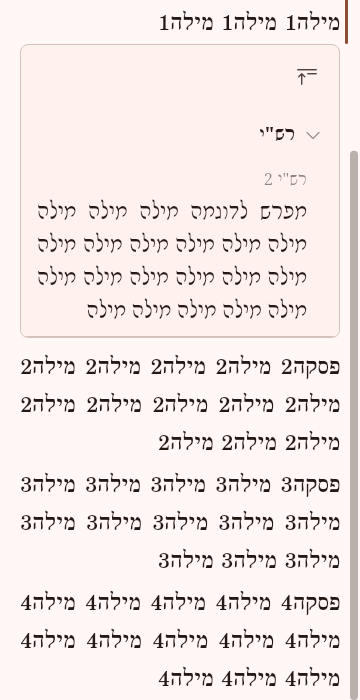 מילה1 מילה1 מילה1
רש"י
רש"י 2
מפרש לדוגמה מילה מילה מילה
מילה מילה מילה מילה מילה מילה
מילה מילה מילה מילה מילה מילה
מילה מילה מילה מילה מילה
פסקה2 מילה2 מילה2 מילה2 מילה2
מילה2 מילה2 מילה2 מילה2 מילה2
מילה2 מילה2 מילה2
פסקה3 מילה3 מילה3 מילה3 מילה3
מילה3 מילה3 מילה3 מילה3 מילה3
מילה3 מילה3 מילה3
פסקה4 מילה4 מילה4 מילה4 מילה4
מילה4 מילה4 מילה4 מילה4 מילה4
מילה4 מילה4 מילה4